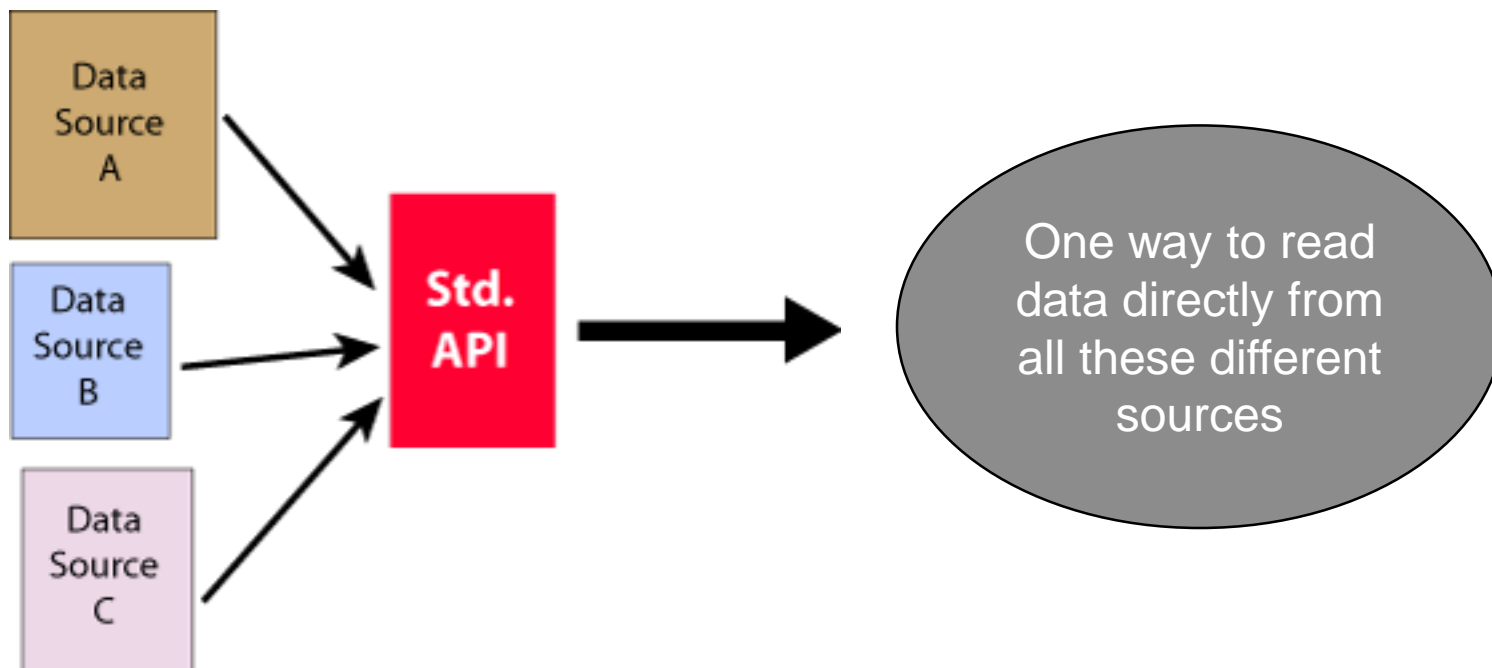 Data
Source
A
Data
Source
B
Data
Source
C
Std.
API
One way to read
data directly from
all these different
sources